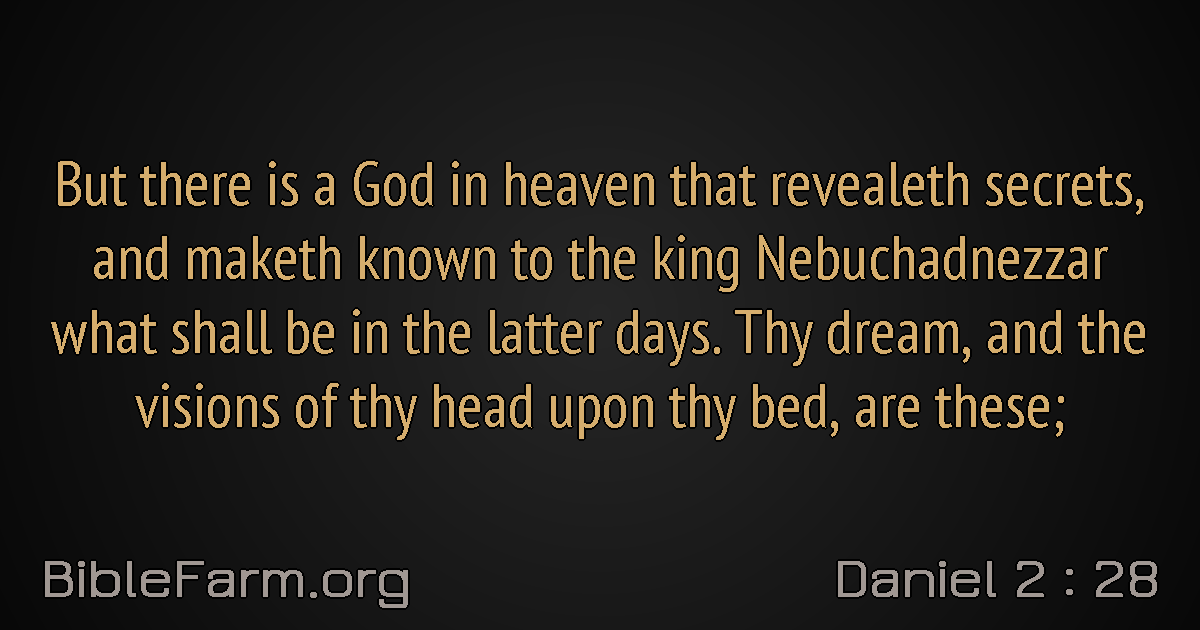 But there is a God in heaven that revealeth secrets,
and maketh known to the king Nebuchadnezzar
what shall be in the latter days. Thy dream, and the
visions of thy head upon thy bed, are these;
BibleFarm.org
Daniel 2 : 28